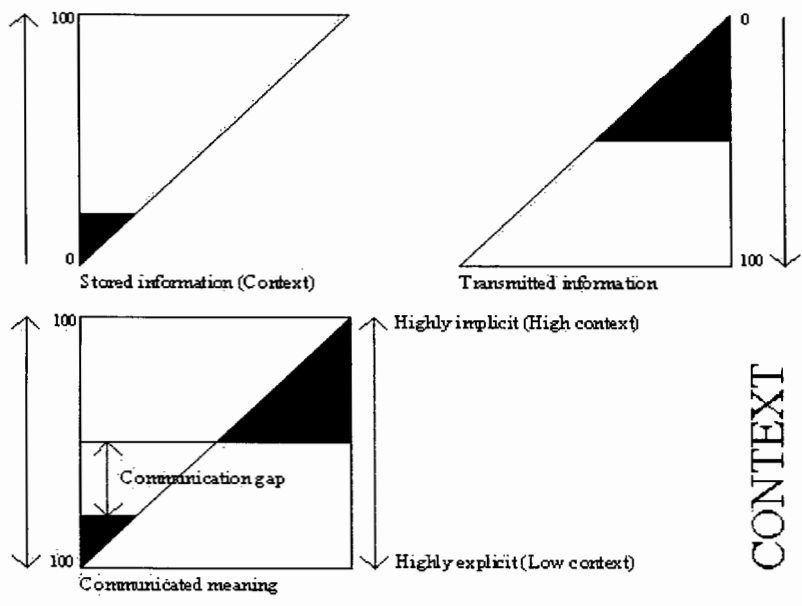 100
0
0
100
Stored information (Context)
Transmitted information
100
Highly implicit (High context)
Communication gap
100
Highly explicit (Low context)
Communicated meaning
CONTEXT